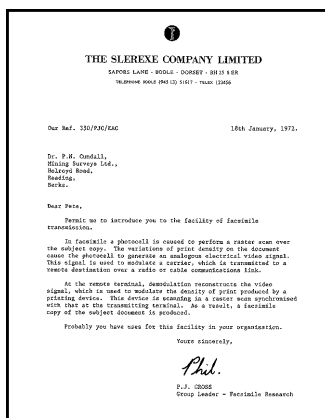 THE SLEREXE COMPANY LIMITED
SAPORS LANE - BOOLE - DORSET - BH 25 8 ER
TELEPHONE BOOLE (945 13) 51617 - TELEX 123456
Our Ref. 350/PJC/EAC
18th January, 1972.
Dr. P.N. Cundall,
Mining Surveys Ltd.,
Holroyd Road,
Reading,
Berks.
Dear Pete,
Permit me to introduce you to the facility of facsimile
transmission.
In facsimile a photocell is caused to perform a raster scan over
the subject copy. The variations of print density on the document
cause the photocell to generate an analogous electrical video signal.
This signal is used to modulate a carrier, which is transmitted to a
remote destination over a radio or cable communications link.
At the remote terminal, demodulation reconstructs the video
signal, which is used to modulate the density of print produced by a
printing device. This device is scanning in a raster scan synchronised
with that at the transmitting terminal. As a result, a facsimile
copy of the subject document is produced.
Probably you have uses for this facility in your organisation.
Yours sincerely,
Phil.
P.J. CROSS
Group Leader - Facsimile Research